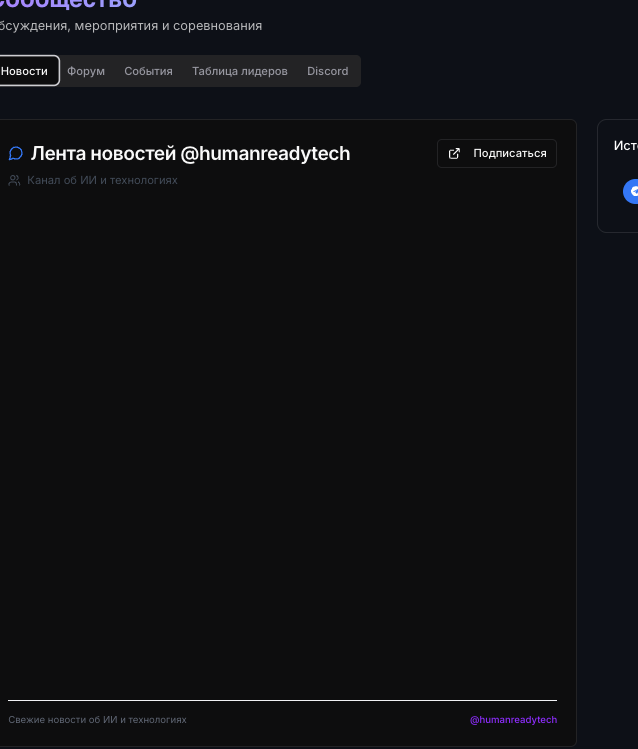 Сообщество
бсуждения, мероприятия и соревнования
Новости
Форум
События
Таблица лидеров
Discord
Лента новостей @humanreadytech
Подписаться
Канал об ИИ и технологиях
Ист
Свежие новости об ИИ и технологиях
@humanreadytech